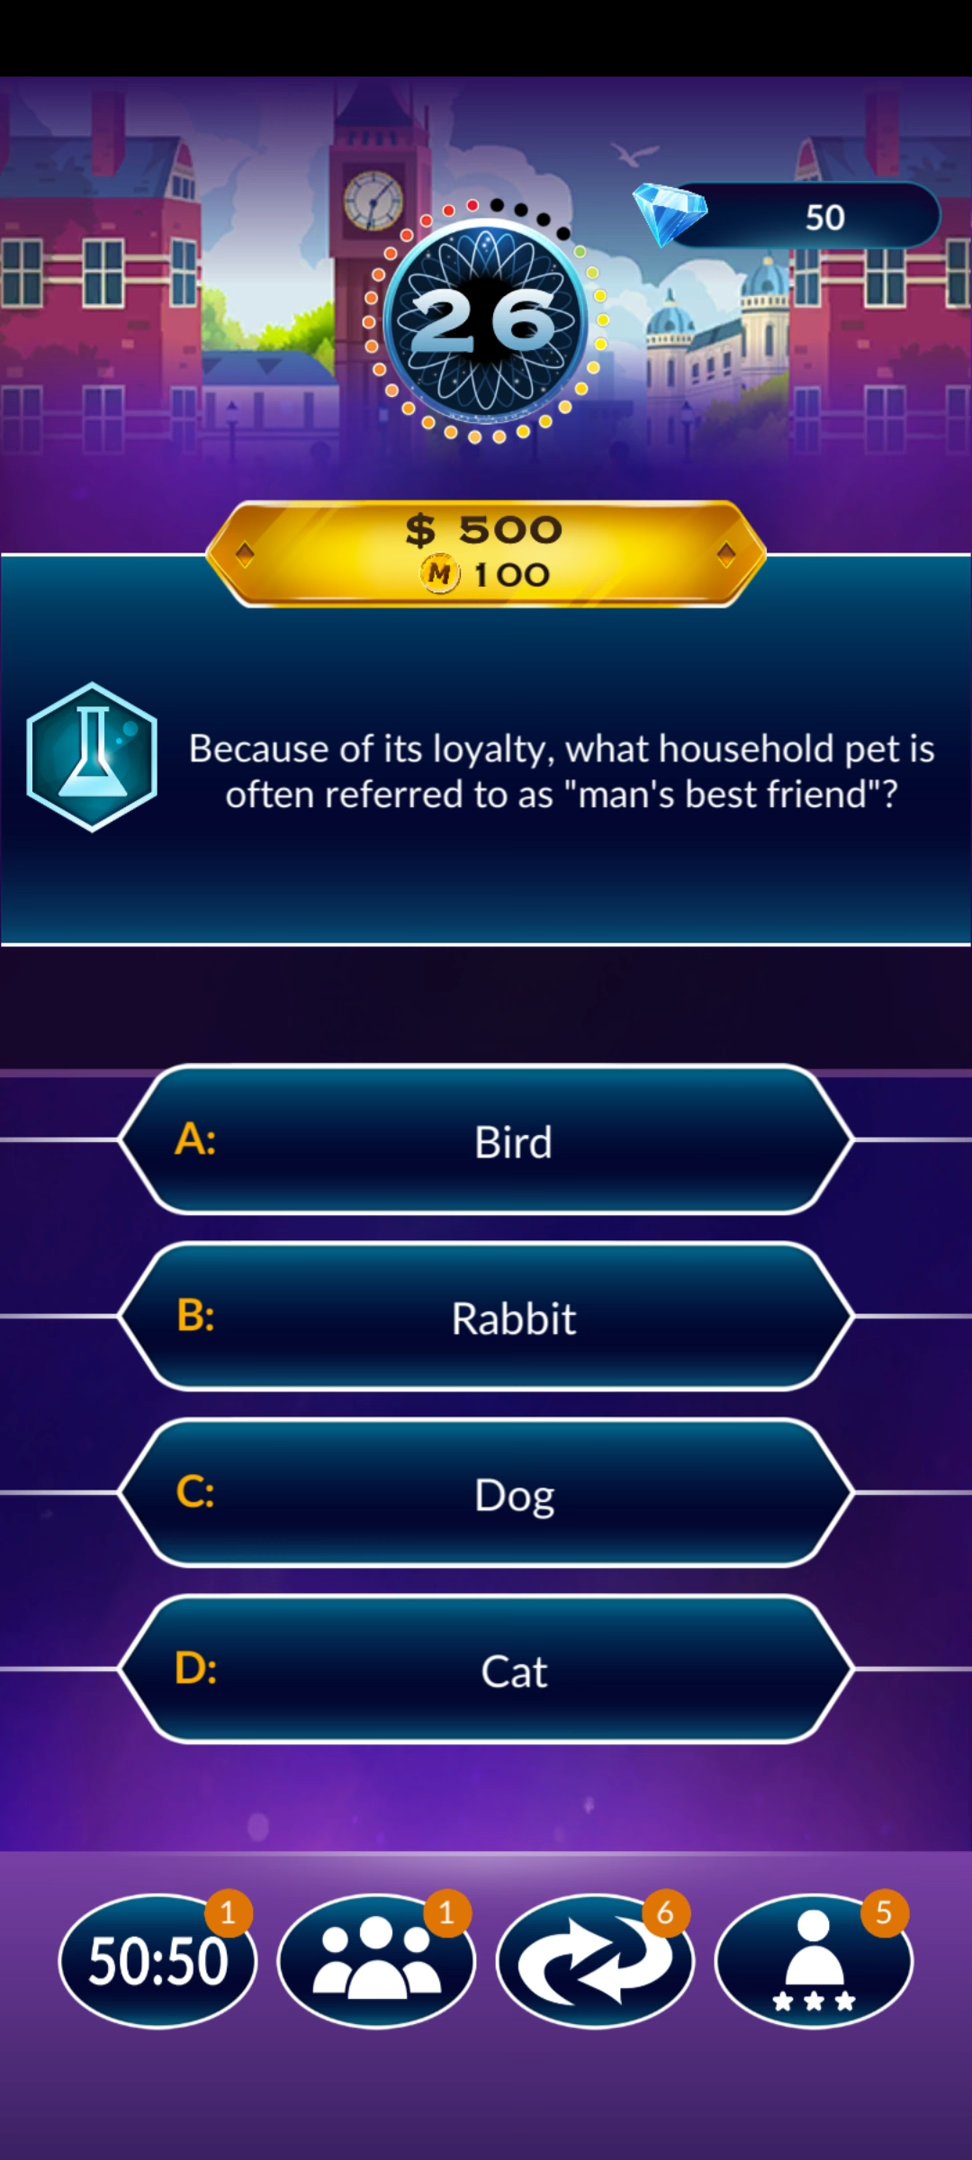 50
26
$ 500
M 100
Because of its loyalty, what household pet is
often referred to as "man's best friend"?
A: Bird
B: Rabbit
C: Dog
D: Cat
50:50 1
1
6
5